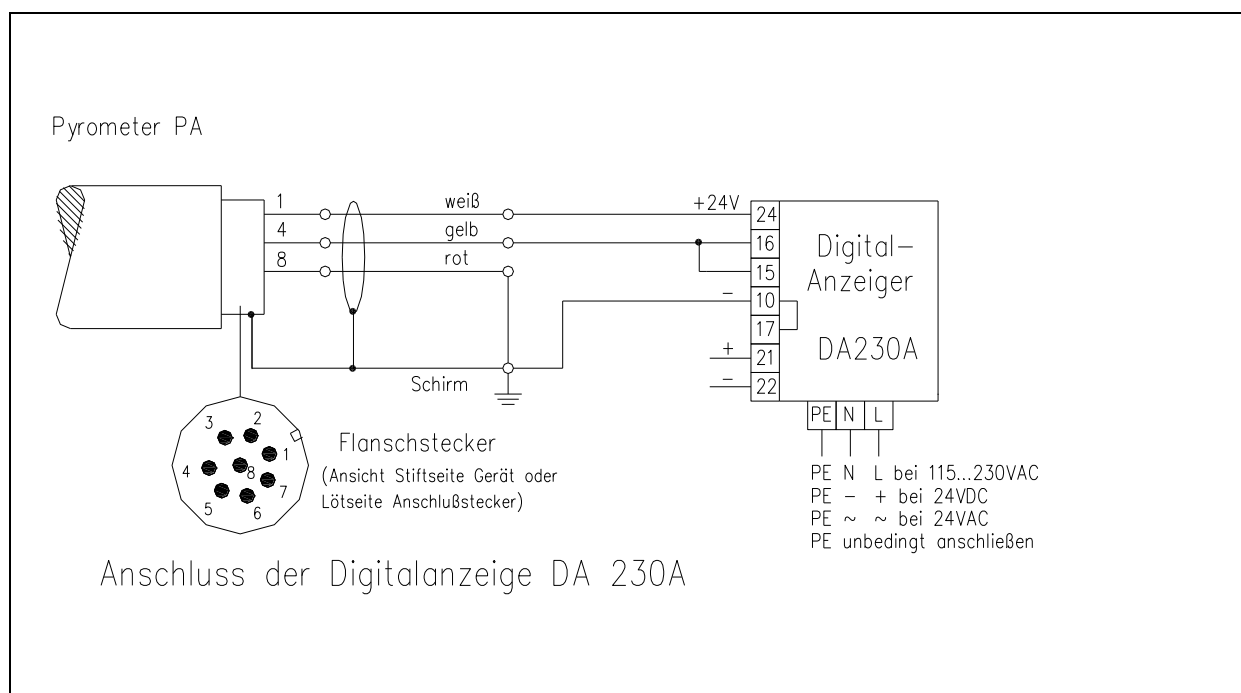 Pyrometer PA
1
weiß
+24V
24
4
gelb
16
8
rot
15
Digital-
Anzeiger
-
10
17
DA230A
+
21
-
22
Schirm
PE N L
3
2
1
4
8
7
5
6
Flanschstecker
(Ansicht Stiftseite Gerät oder
Lötseite Anschlußstecker)
PE N L bei 115...230VAC
PE - + bei 24VDC
PE ~ ~ bei 24VAC
PE unbedingt anschließen
Anschluss der Digitalanzeige DA 230A